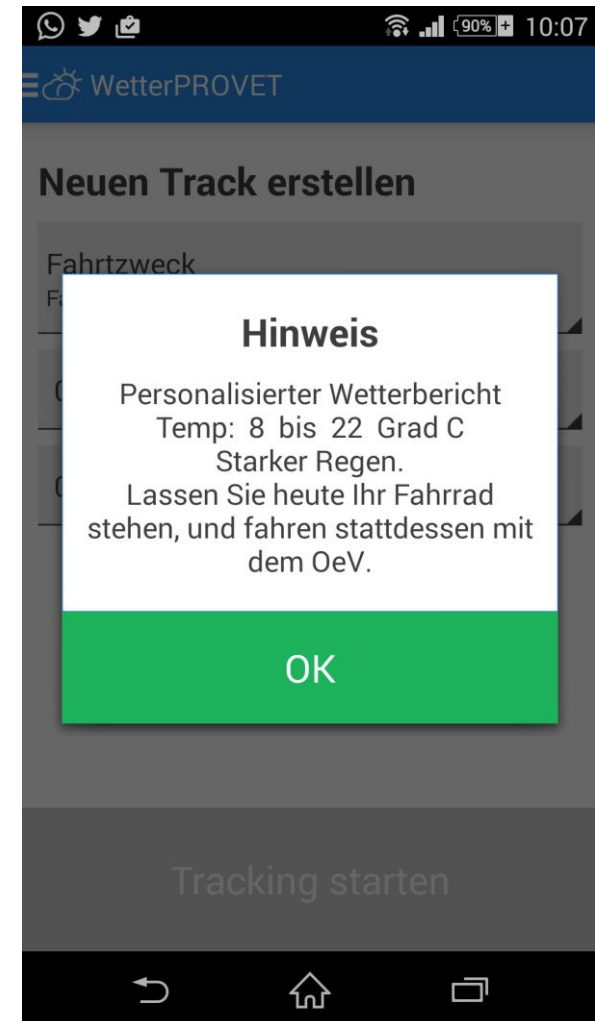 90% 10:07
WetterPROVET
Neuen Track erstellen
Fahrtzweck
Hinweis
Personalisierter Wetterbericht
Temp: 8 bis 22 Grad C
Starker Regen.
Lassen Sie heute Ihr Fahrrad
stehen, und fahren stattdessen mit
dem OeV.
OK
Tracking starten